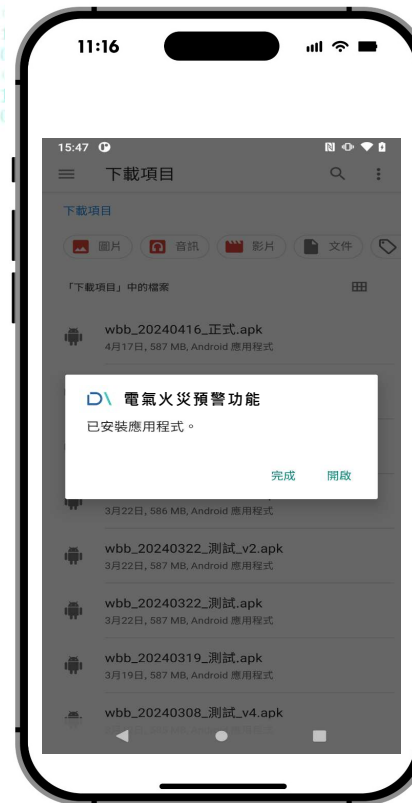 11:16
15:47
下載項目
下載項目
圖片
音訊
影片
文件
「下載項目」中的檔案
wbb_20240416_正式.apk
4月17日, 587 MB, Android 應用程式
電氣火災預警功能
已安裝應用程式。
完成
開啟
3月22日, 586 MB, Android 應用程式
wbb_20240322_測試_v2.apk
3月22日, 587 MB, Android 應用程式
wbb_20240322_測試.apk
3月22日, 587 MB, Android 應用程式
wbb_20240319_測試.apk
3月19日, 587 MB, Android 應用程式
wbb_20240308_測試_v4.apk